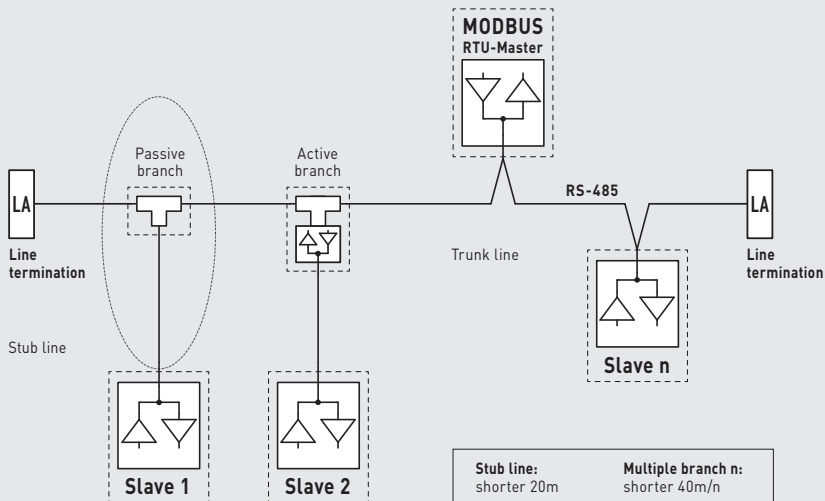 MODBUS
RTU-Master
Passive
branch
Active
branch
LA
RS-485
LA
Line
termination
Trunk line
Line
termination
Stub line
Slave n
Slave 1
Slave 2
Stub line:
shorter 20m
Multiple branch n:
shorter 40m/n